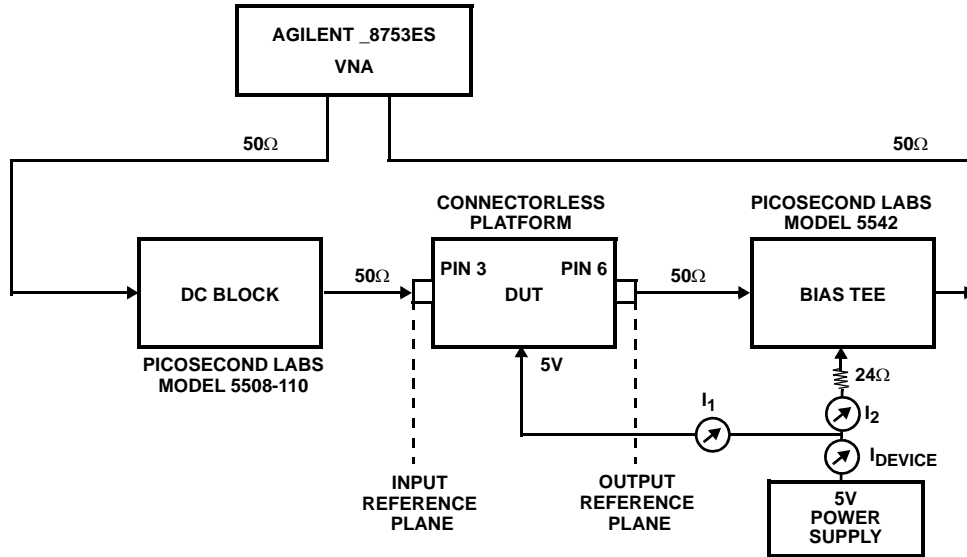 AGILENT _8753ES
VNA
50Ω
50Ω
CONNECTORLESS
PLATFORM
PICOSECOND LABS
MODEL 5542
DC BLOCK
50Ω
PIN 3
PIN 6
DUT
50Ω
BIAS TEE
PICOSECOND LABS
MODEL 5508-110
5V
24Ω
I1
I2
IDEVICE
INPUT
REFERENCE
PLANE
OUTPUT
REFERENCE
PLANE
5V
POWER
SUPPLY